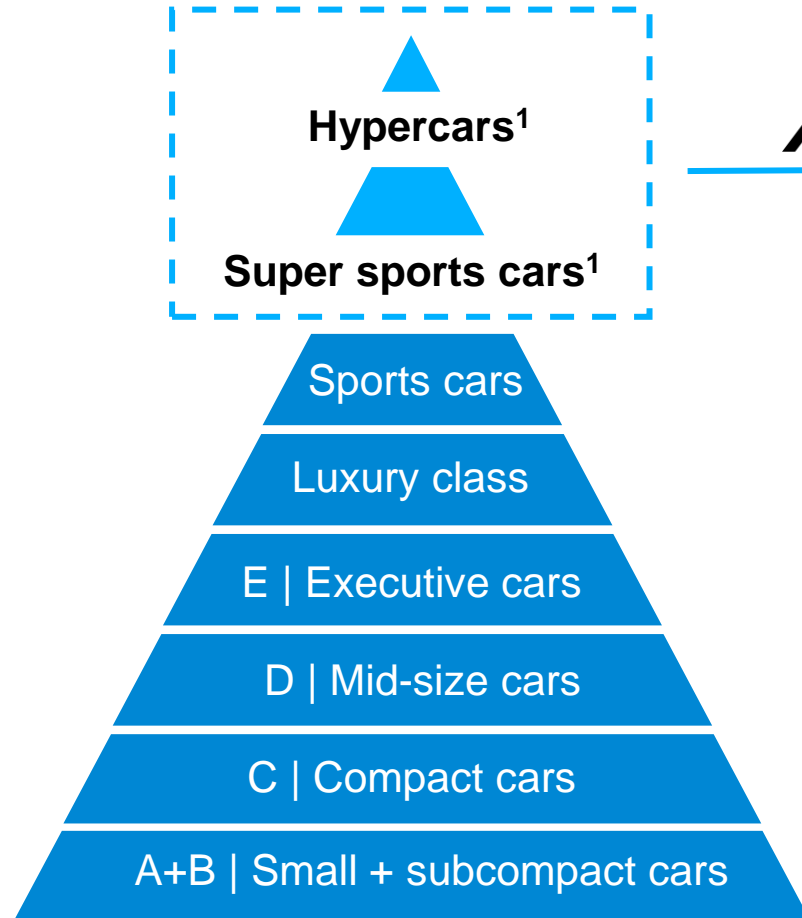 Hypercars¹
Super sports cars¹
Sports cars
Luxury class
E | Executive cars
D | Mid-size cars
C | Compact cars
A+B | Small + subcompact cars